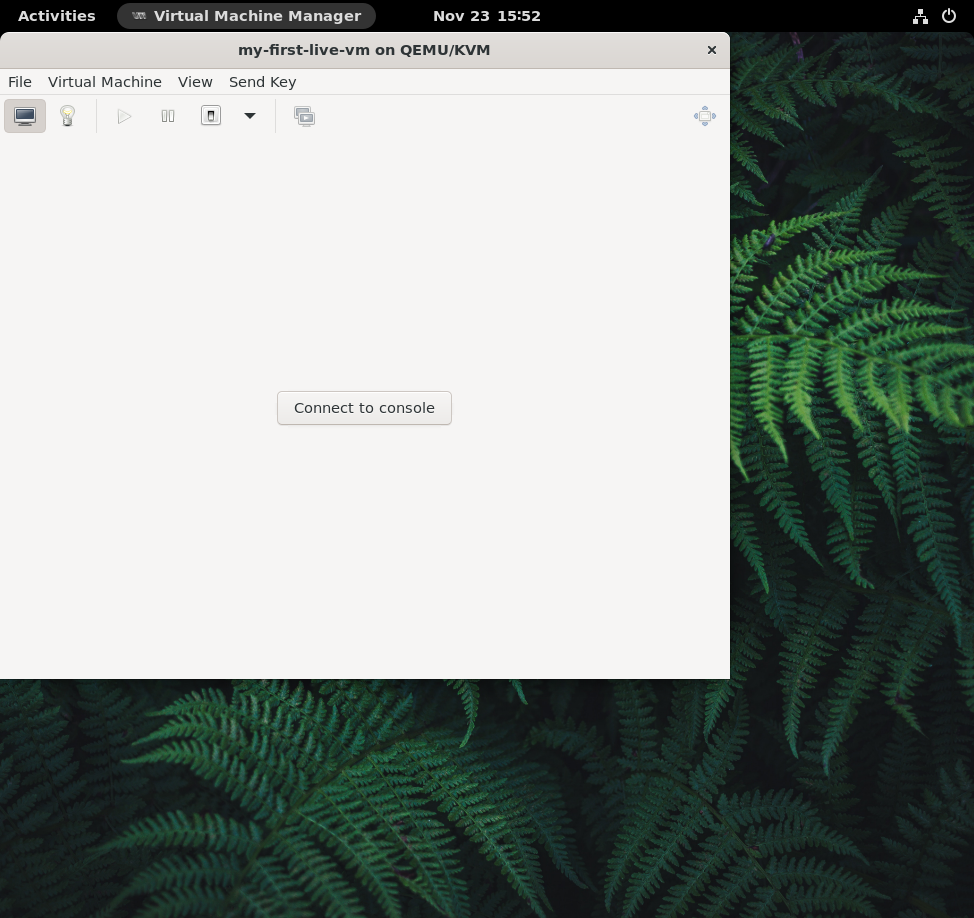 Activities Virtual Machine Manager Nov 23 15:52
my-first-live-vm on QEMU/KVM
File Virtual Machine View Send Key
Connect to console